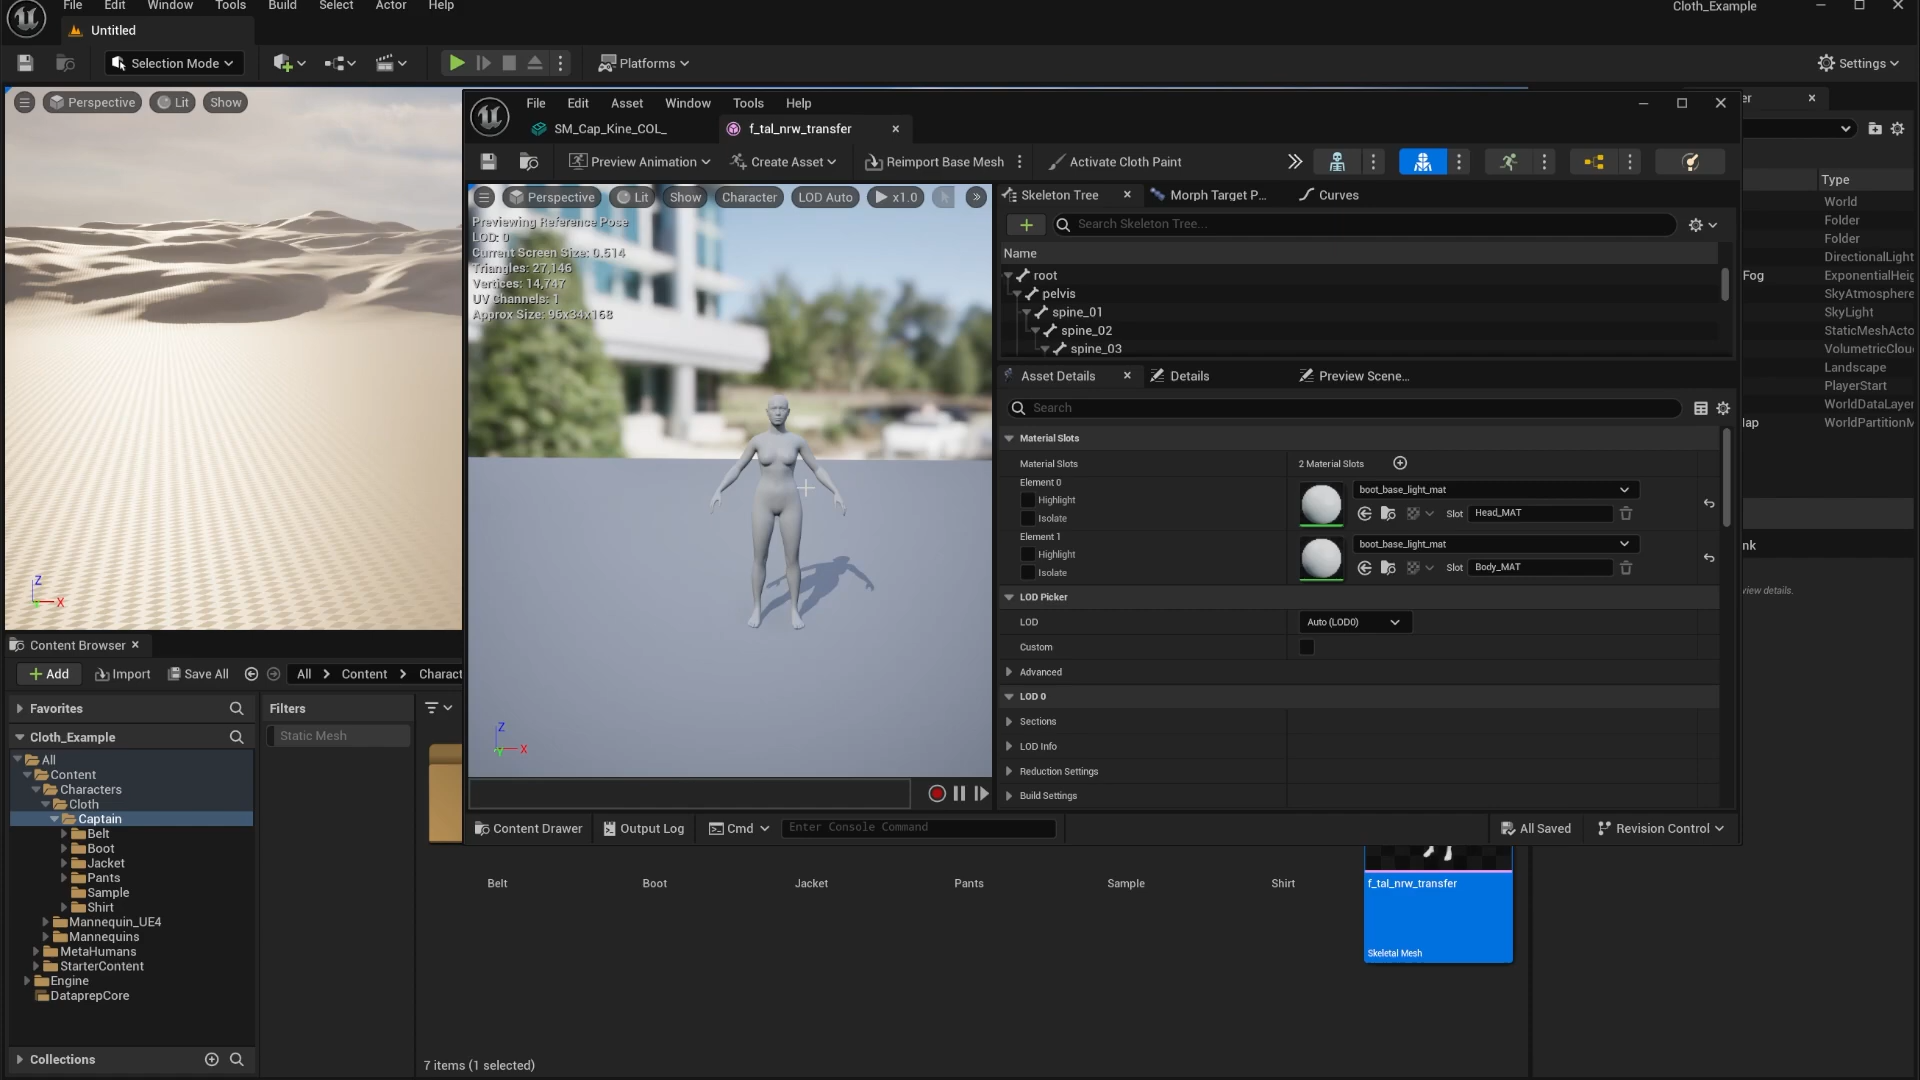 File Edit Window Tools Build Select Actor Help
Cloth_Example
Untitled
Selection Mode
Platforms
Settings
Perspective
Lit
Show
File Edit Asset Window Tools Help
SM_Cap_Kine_COL_
f_tal_nrw_transfer
Preview Animation
Create Asset
Reimport Base Mesh
Activate Cloth Paint
Perspective
Lit
Show
Character
LOD Auto
x1.0
Previewing Reference Pose
LOD: 0
Current Screen Size: 0.514
Triangles: 27,146
Vertices: 14,747
UV Channels: 1
Approx Size: 96x34x168
Z
X
Skeleton Tree
Morph Target P...
Curves
Search Skeleton Tree...
Name
root
pelvis
spine_01
spine_02
spine_03
Asset Details
Details
Preview Scene...
Search
Material Slots
Material Slots
2 Material Slots
Element 0
Highlight
Isolate
boot_base_light_mat
Slot
Head_MAT
Element 1
Highlight
Isolate
boot_base_light_mat
Slot
Body_MAT
LOD Picker
LOD
Auto (LOD0)
Custom
Advanced
LOD 0
Sections
LOD Info
Reduction Settings
Build Settings
Content Drawer
Output Log
Cmd
Enter Console Command
All Saved
Revision Control
er
Type
World
Folder
Folder
DirectionalLight
Fog
ExponentialHeig
SkyAtmosphere
SkyLight
StaticMeshActo
VolumetricClou
Landscape
PlayerStart
WorldDataLayer
ap
WorldPartitionM
nk
view details.
Z
X
Content Browser
Add
Import
Save All
All
Content
Charact
Favorites
Filters
Static Mesh
Cloth_Example
All
Content
Characters
Cloth
Captain
Belt
Boot
Jacket
Pants
Sample
Shirt
Mannequin_UE4
Mannequins
MetaHumans
StarterContent
Engine
DataprepCore
Collections
Belt
Boot
Jacket
Pants
Sample
Shirt
f_tal_nrw_transfer
Skeletal Mesh
7 items (1 selected)